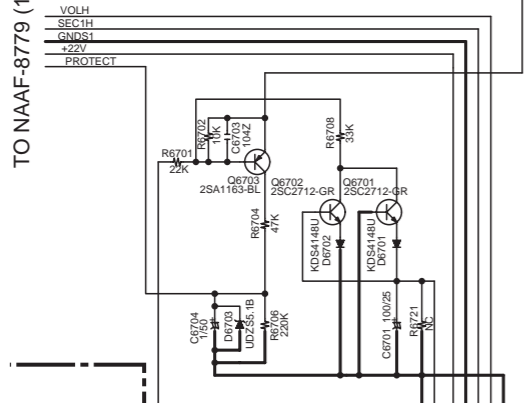 VOLH
SEC1H
GNDS1
+22V
PROTECT
TO NAAF-8779 (1
R6702
10K
C6703
104Z
R6708
33K
R6701
22K
Q6703
2SA1163-BL
Q6702
2SC2712-GR
Q6701
2SC2712-GR
R6704
47K
KDS4148U
D6702
KDS4148U
D6701
C6704
1/50
D6703
UDZS5.1B
R6706
220K
C6701 100/25
R6721
NC